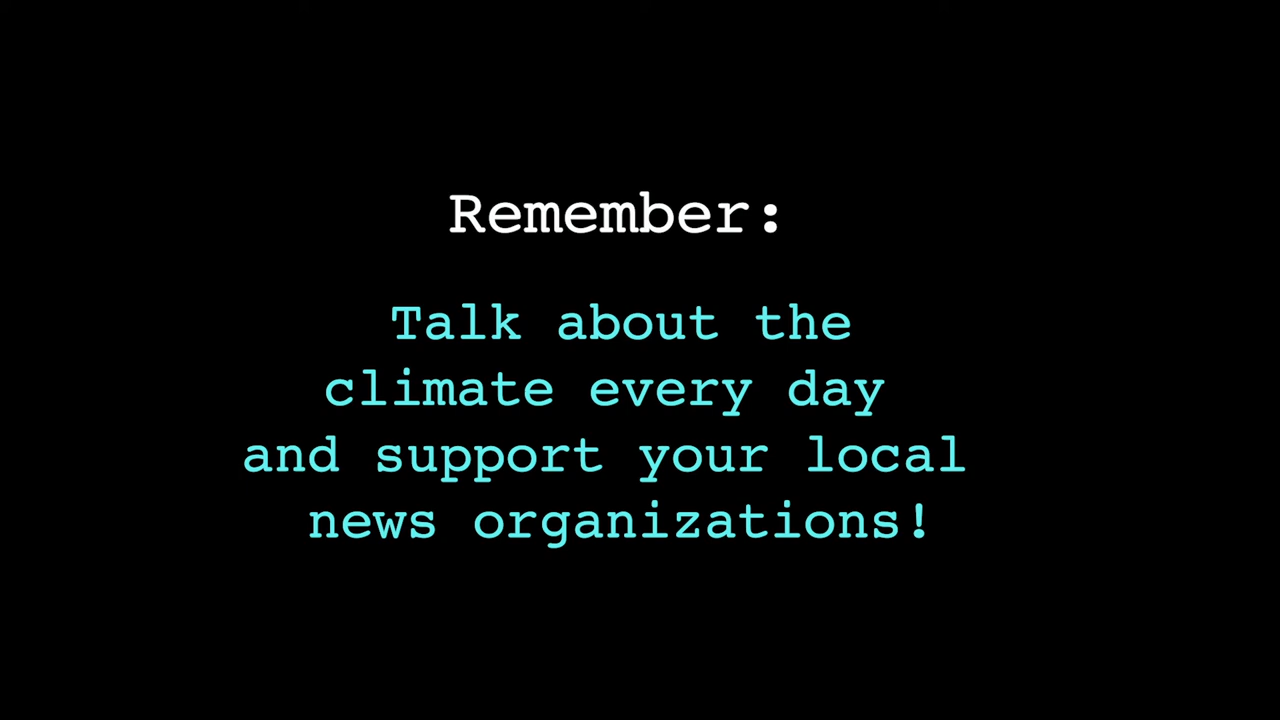 Remember:
Talk about the
climate every day
and support your local
news organizations!